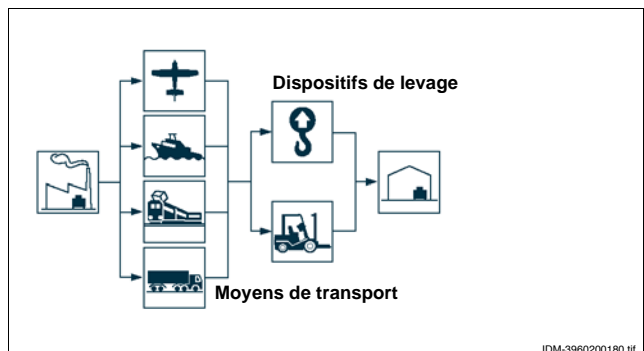 Dispositifs de levage
Moyens de transport
IDM-3960200180.tif